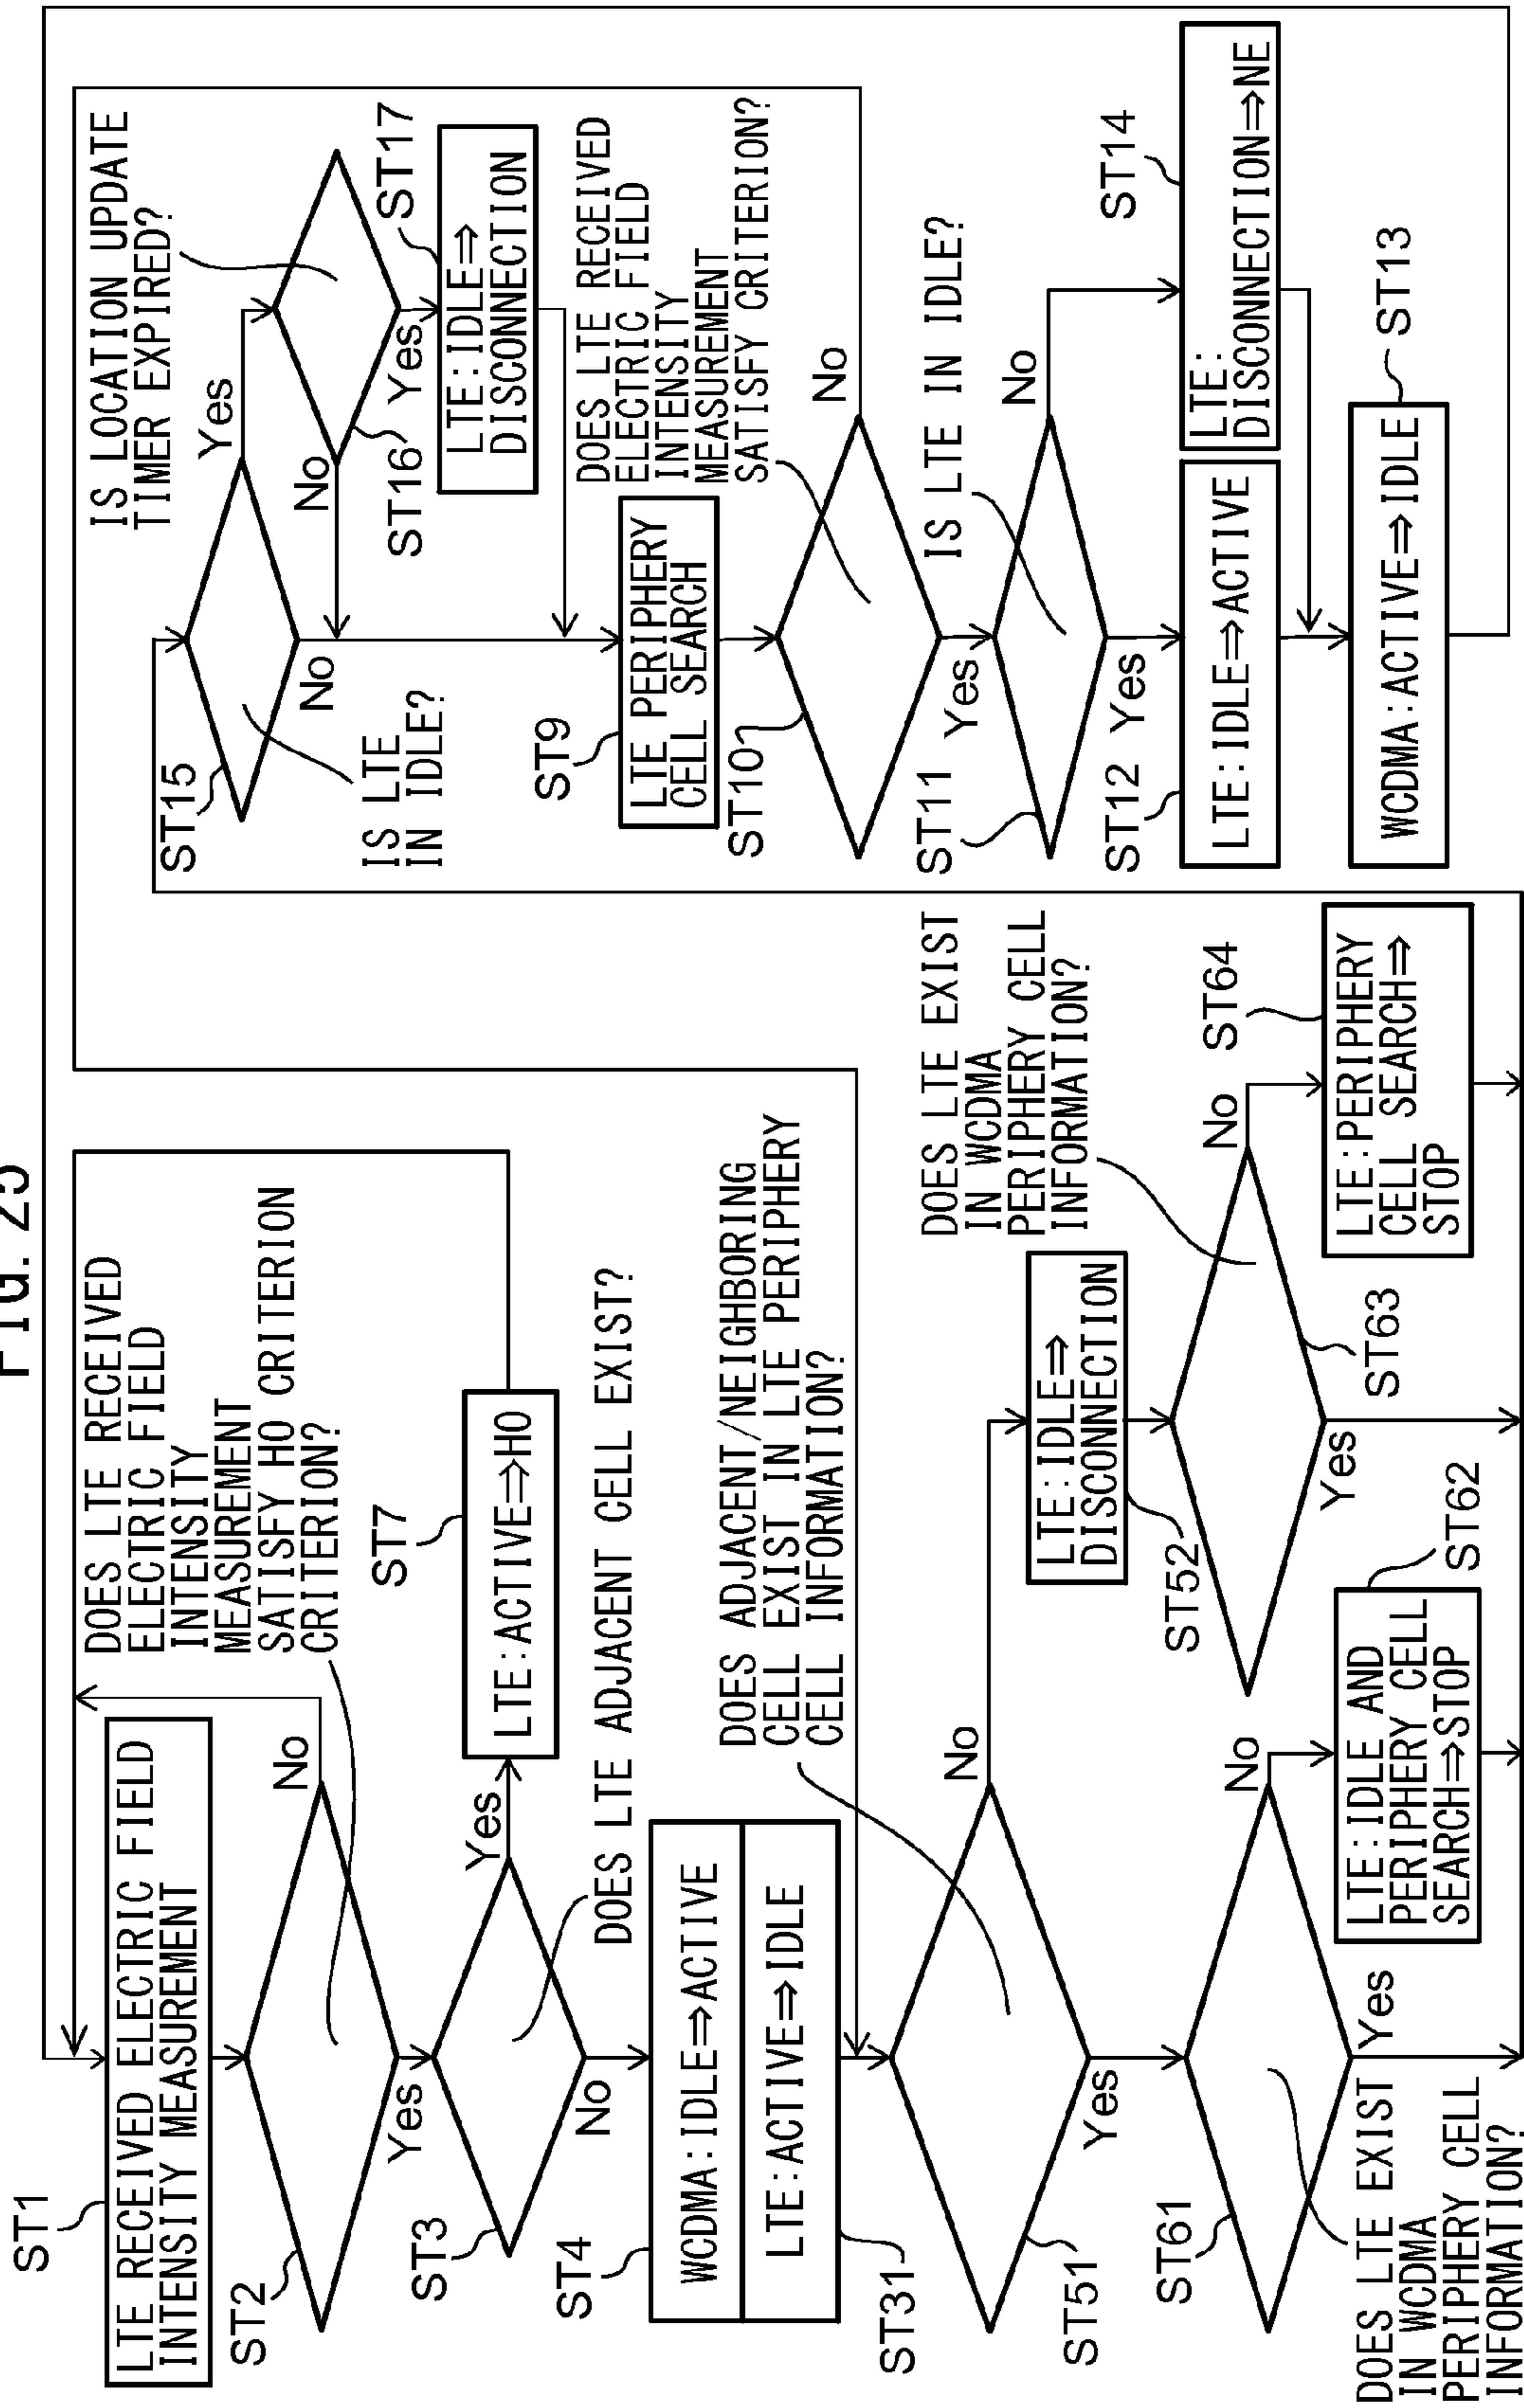 FIG. 25
ST1
LTE RECEIVED ELECTRIC FIELD
INTENSITY MEASUREMENT
ST2
DOES LTE RECEIVED
ELECTRIC FIELD
INTENSITY
MEASUREMENT
SATISFY HO CRITERION
CRITERION?
No
Yes
ST3
DOES LTE ADJACENT CELL EXIST?
Yes
ST7
LTE:ACTIVE⇒HO
No
ST4
WCDMA:IDLE⇒ACTIVE
LTE:ACTIVE⇒IDLE
ST31
DOES ADJACENT/NEIGHBORING
CELL EXIST IN LTE PERIPHERY
CELL INFORMATION?
ST51
No
Yes
LTE:IDLE⇒
DISCONNECTION
ST52
ST61
DOES LTE EXIST
IN WCDMA
PERIPHERY CELL
INFORMATION?
No
Yes
LTE:IDLE AND
PERIPHERY CELL
SEARCH⇒STOP
ST62
DOES LTE EXIST
IN WCDMA
PERIPHERY CELL
INFORMATION?
ST63
No
Yes
ST64
LTE:PERIPHERY
CELL SEARCH⇒
STOP
ST15
IS LTE
IN IDLE?
Yes
No
IS LOCATION UPDATE
TIMER EXPIRED?
No
ST16
Yes
ST17
LTE:IDLE⇒
DISCONNECTION
ST9
LTE PERIPHERY
CELL SEARCH
ST10
DOES LTE RECEIVED
ELECTRIC FIELD
INTENSITY
MEASUREMENT
SATISFY CRITERION?
No
Yes
ST11
IS LTE IN IDLE?
No
Yes
ST12
LTE:IDLE⇒ACTIVE
ST14
LTE:
DISCONNECTION⇒NE
WCDMA:ACTIVE⇒IDLE
ST13